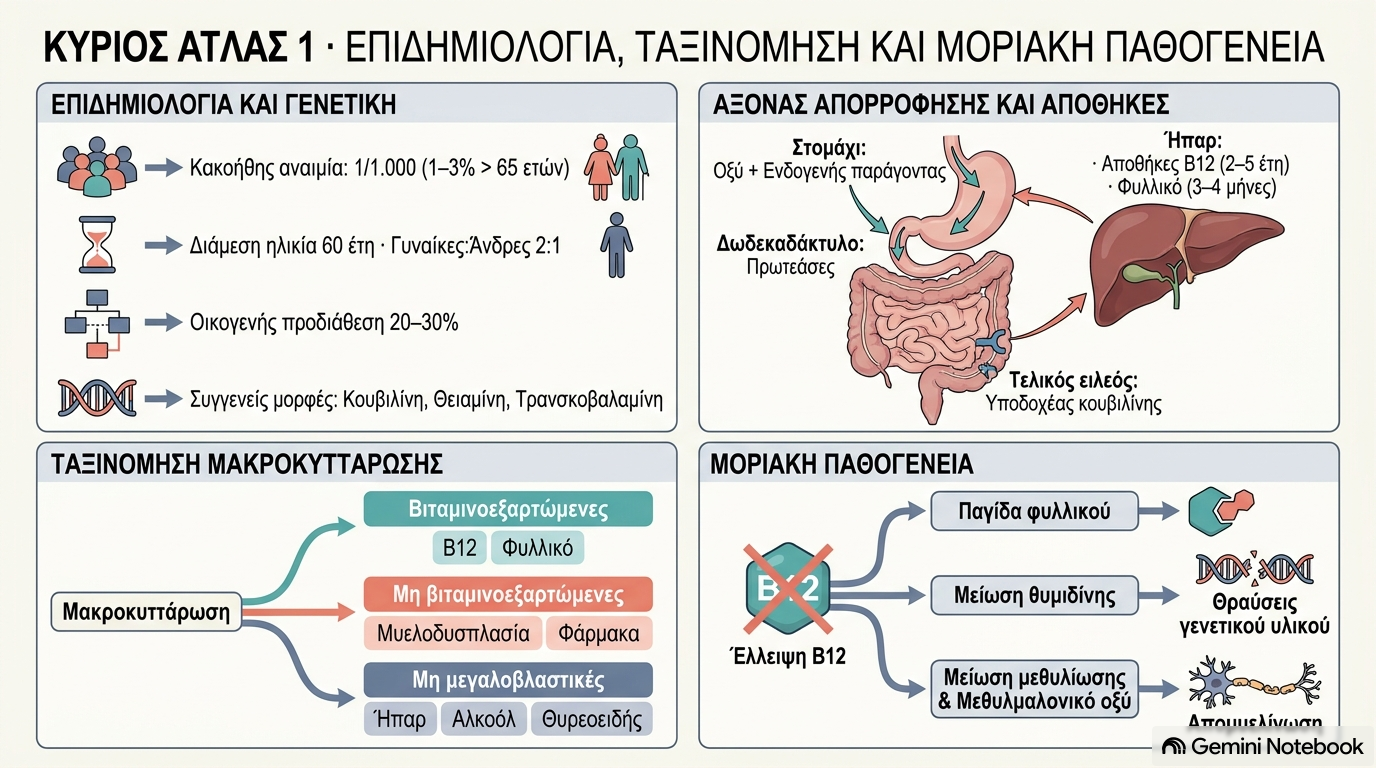 ΚΥΡΙΟΣ ΑΤΛΑΣ 1 · ΕΠΙΔΗΜΙΟΛΟΓΙΑ, ΤΑΞΙΝΟΜΗΣΗ ΚΑΙ ΜΟΡΙΑΚΗ ΠΑΘΟΓΕΝΕΙΑ
ΕΠΙΔΗΜΙΟΛΟΓΙΑ ΚΑΙ ΓΕΝΕΤΙΚΗ
Κακοήθης αναιμία: 1/1.000 (1–3% > 65 ετών)
Διάμεση ηλικία 60 έτη · Γυναίκες:Άνδρες 2:1
Οικογενής προδιάθεση 20–30%
Συγγενείς μορφές: Κουβιλίνη, Θειαμίνη, Τρανσκοβαλαμίνη
ΑΞΟΝΑΣ ΑΠΟΡΡΟΦΗΣΗΣ ΚΑΙ ΑΠΟΘΗΚΕΣ
Στομάχι:
Οξύ + Ενδογενής παράγοντας
Ήπαρ:
· Αποθήκες B12 (2–5 έτη)
· Φυλλικό (3–4 μήνες)
Δωδεκαδάκτυλο:
Πρωτεάσες
Τελικός ειλεός:
Υποδοχέας κουβιλίνης
ΤΑΞΙΝΟΜΗΣΗ ΜΑΚΡΟΚΥΤΤΑΡΩΣΗΣ
Μακροκυττάρωση
Βιταμινοεξαρτώμενες
B12 Φυλλικό
Μη βιταμινοεξαρτώμενες
Μυελοδυσπλασία Φάρμακα
Μη μεγαλοβλαστικές
Ήπαρ Αλκοόλ Θυρεοειδής
ΜΟΡΙΑΚΗ ΠΑΘΟΓΕΝΕΙΑ
B12
Έλλειψη B12
Παγίδα φυλλικού
Μείωση θυμιδίνης
Θραύσεις
γενετικού υλικού
Μείωση μεθυλίωσης
& Μεθυλμαλονικό οξύ
Απομυελίνωση
Gemini Notebook